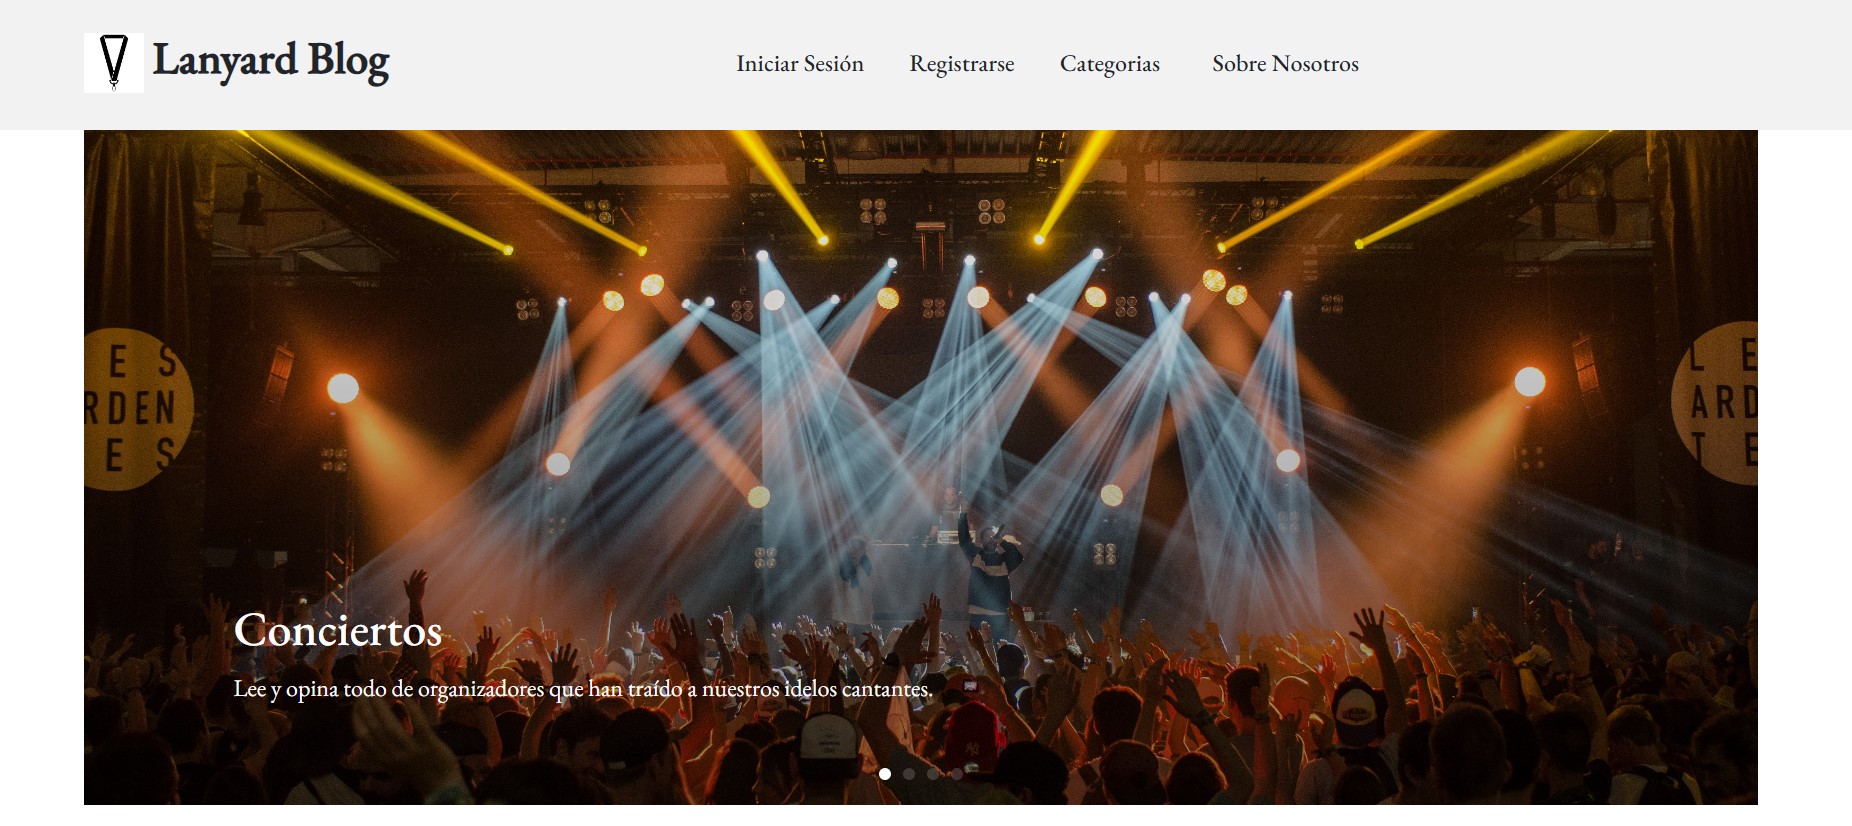 Lanyard Blog
Iniciar Sesión
Registrarse
Categorias
Sobre Nosotros
E S
RDEN
E S
L E
ARD
T E
Conciertos
Lee y opina todo de organizadores que han traído a nuestros idelos cantantes.